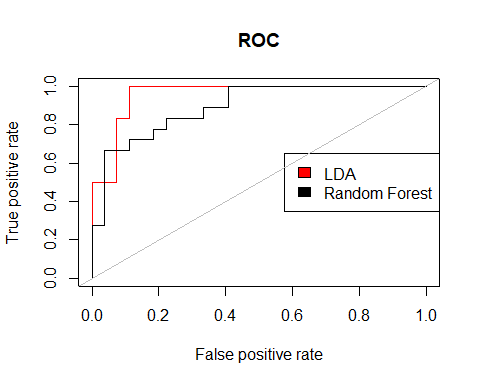 ROC
True positive rate
1.0
0.8
0.6
0.4
0.2
0.0
LDA
Random Forest
0.0 0.2 0.4 0.6 0.8 1.0
False positive rate